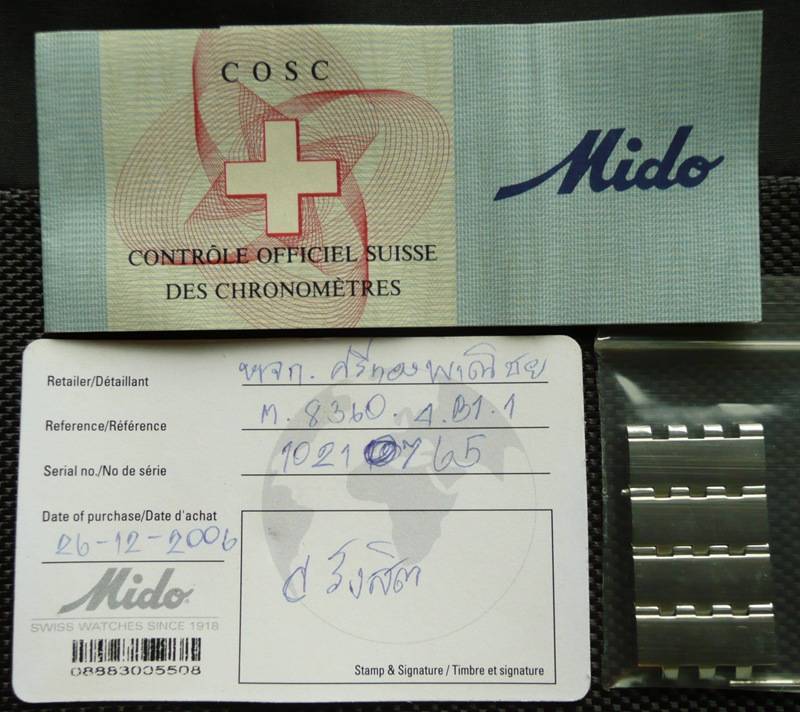 COSC
CONTRÔLE OFFICIEL SUISSE
DES CHRONOMÈTRES
Mido
Retailer/Détaillant หจก. ศรีทองพาณิชย
Reference/Référence M. 8360. 4. B1. 1
Serial no./No de série 1021 765
Date of purchase/Date d'achat
26-12-2006
Mido
SWISS WATCHES SINCE 1918
08883005508
Stamp & Signature / Timbre et signature